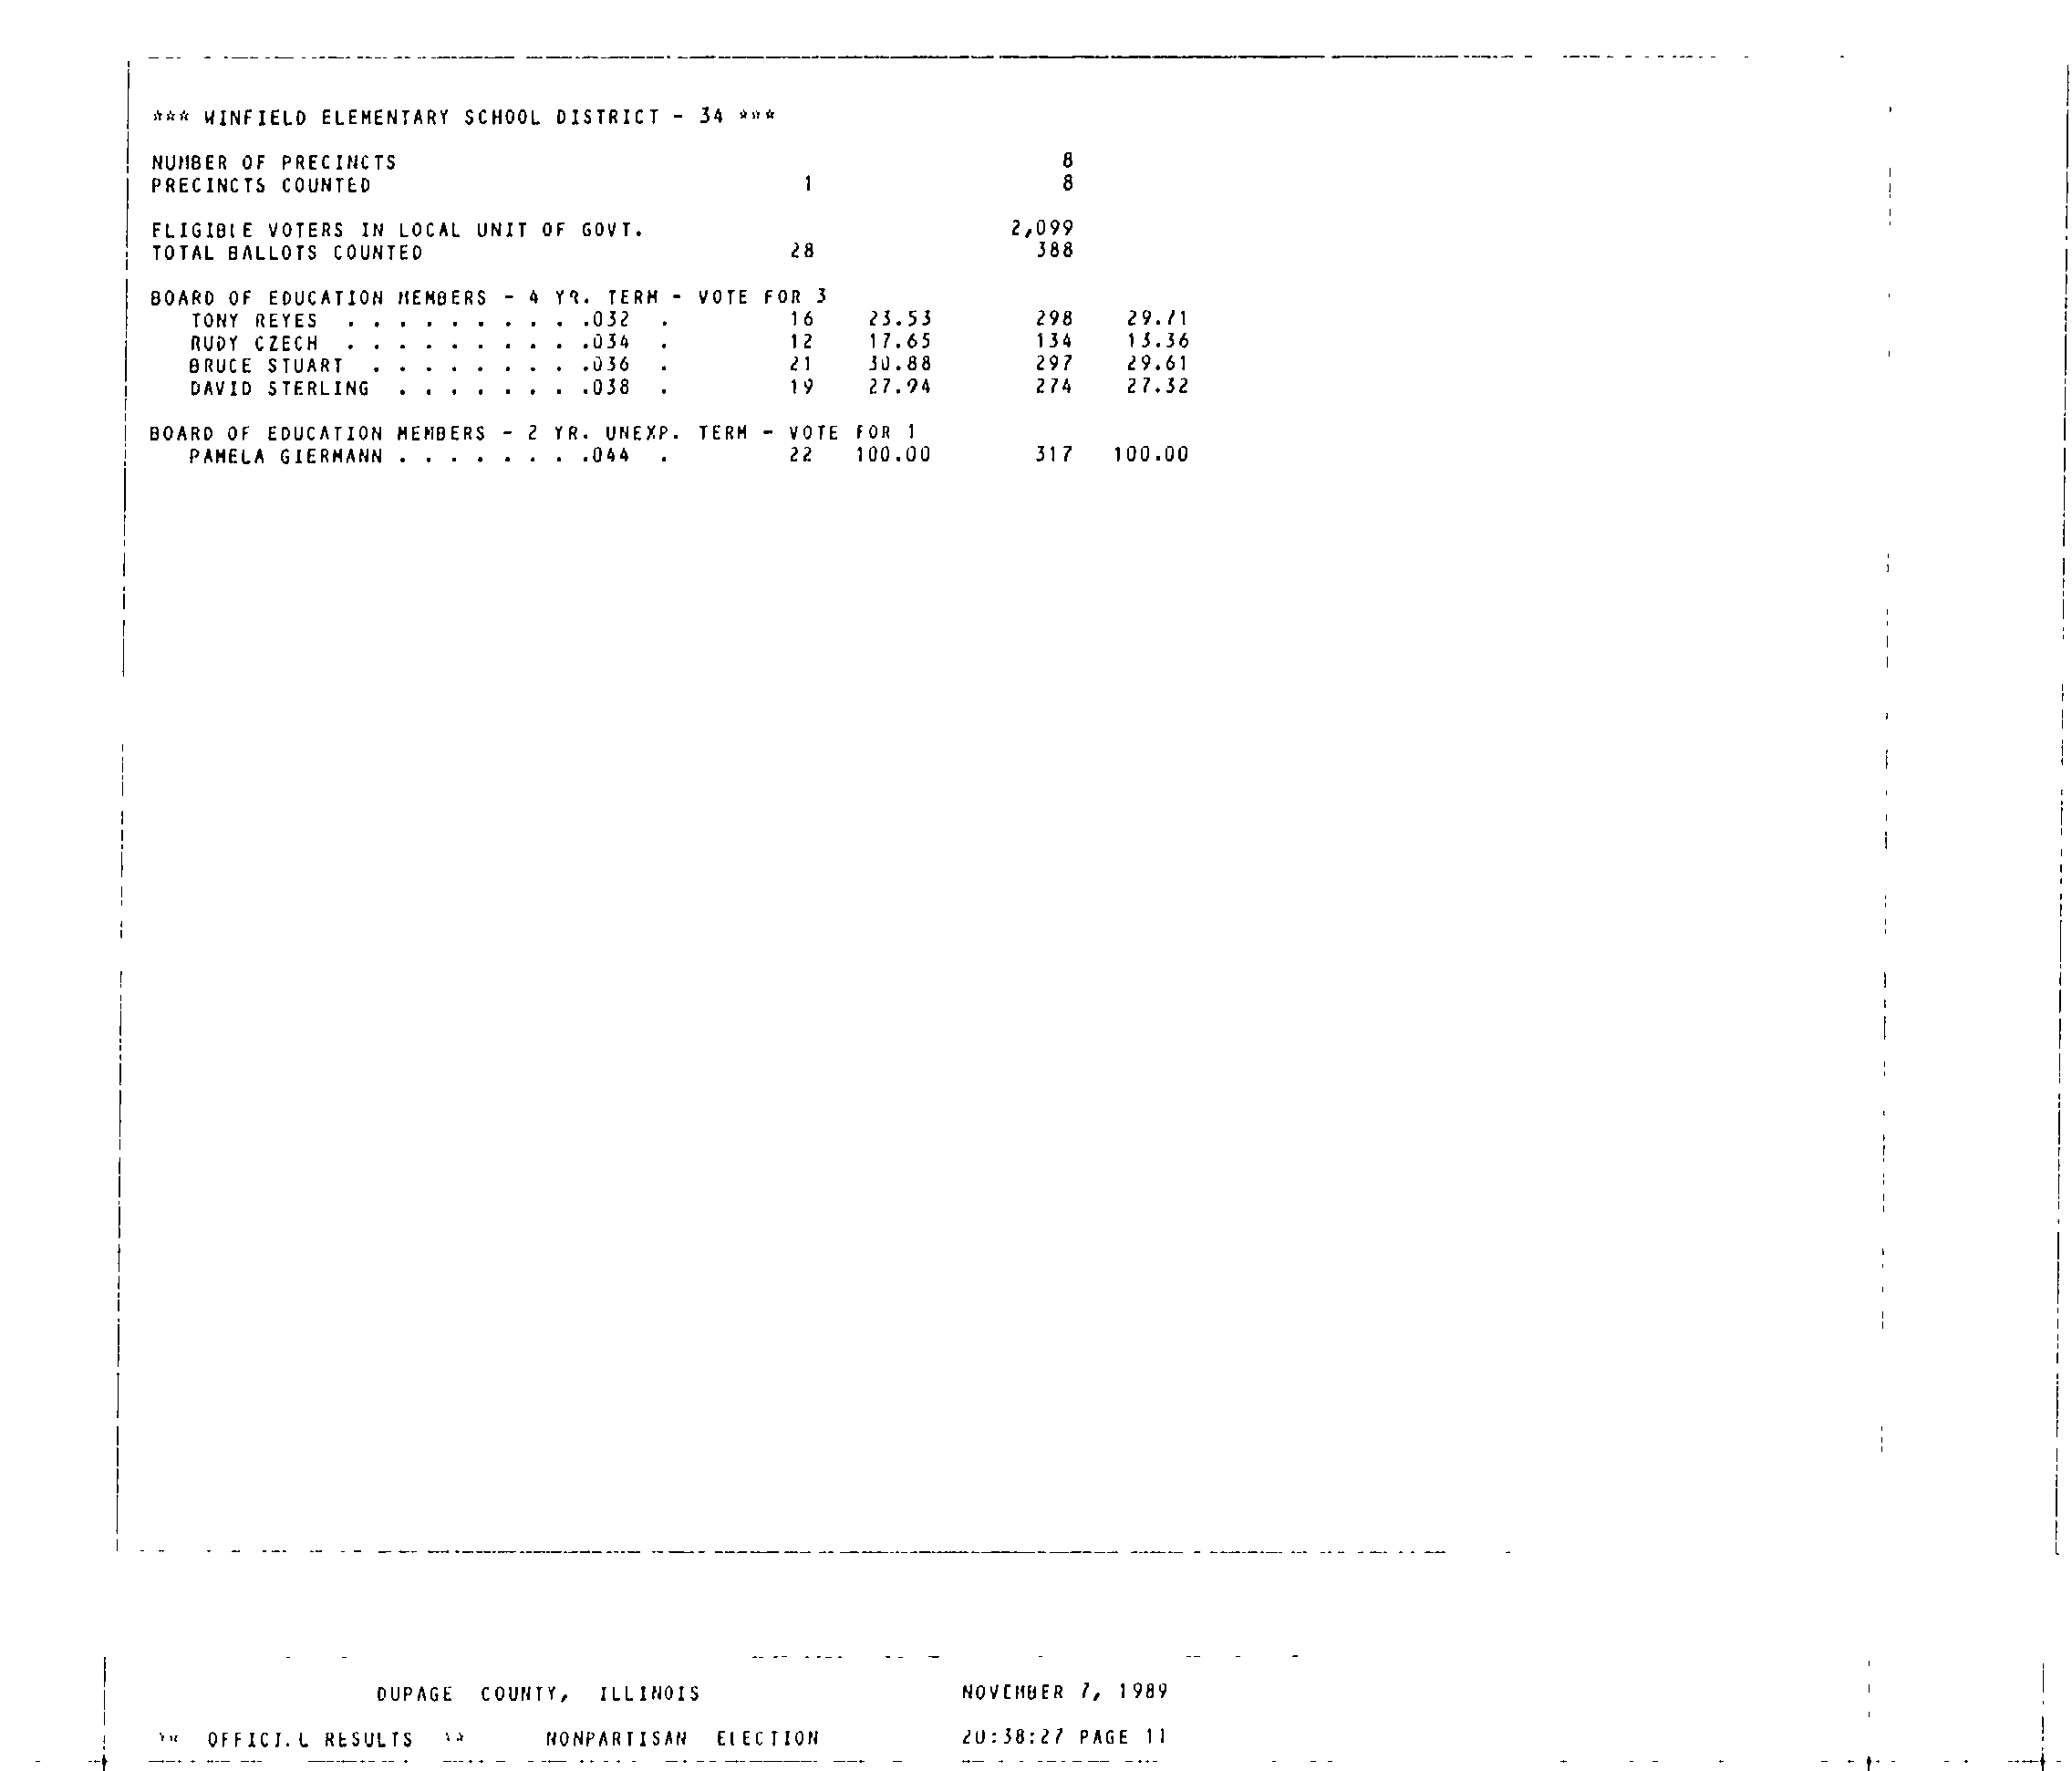 *** WINFIELD ELEMENTARY SCHOOL DISTRICT - 34 ***
NUMBER OF PRECINCTS 8
PRECINCTS COUNTED 1 8
ELIGIBLE VOTERS IN LOCAL UNIT OF GOVT. 2,099
TOTAL BALLOTS COUNTED 28 388
BOARD OF EDUCATION MEMBERS - 4 YR. TERM - VOTE FOR 3
TONY REYES . . . . . . . . . .032 . 16 23.53 298 29.71
RUDY CZECH . . . . . . . . . .034 . 12 17.65 134 13.36
BRUCE STUART . . . . . . . . .036 . 21 30.88 297 29.61
DAVID STERLING . . . . . . . .038 . 19 27.94 274 27.32
BOARD OF EDUCATION MEMBERS - 2 YR. UNEXP. TERM - VOTE FOR 1
PAMELA GIERMANN . . . . . . . .044 . 22 100.00 317 100.00
DUPAGE COUNTY, ILLINOIS NOVEMBER 7, 1989
** OFFICIAL RESULTS ** NONPARTISAN ELECTION 20:38:27 PAGE 11